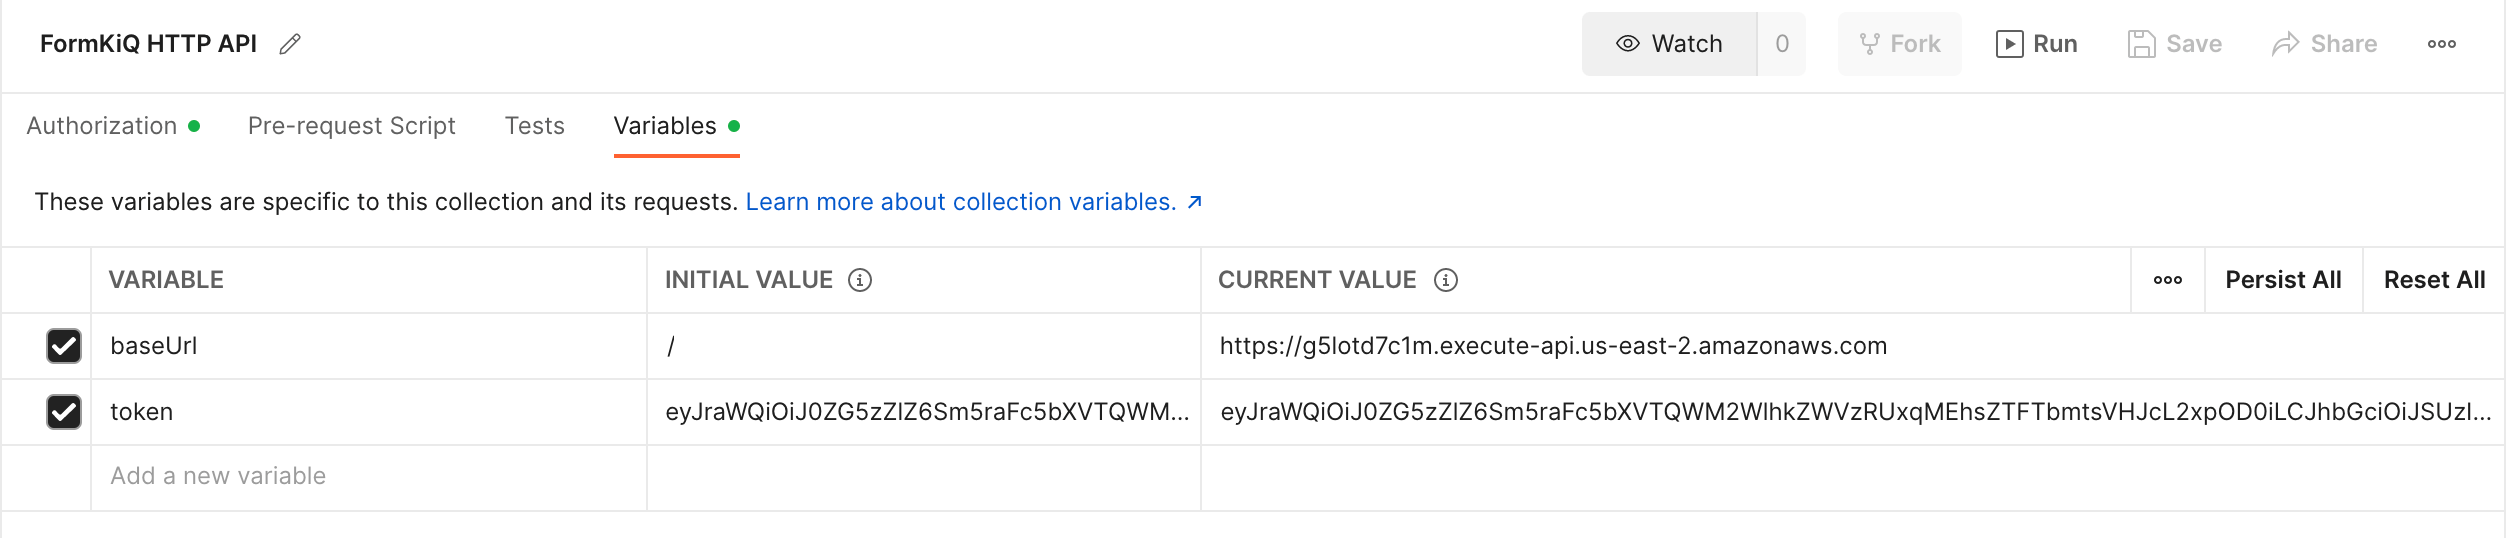 FormKiQ HTTP API
Watch 0 Fork Run Save Share
Authorization Pre-request Script Tests Variables
These variables are specific to this collection and its requests. Learn more about collection variables. ↗
VARIABLE INITIAL VALUE CURRENT VALUE Persist All Reset All
baseUrl / https://g5lotd7c1m.execute-api.us-east-2.amazonaws.com
token eyJraWQiOiJ0ZG5zZlZ6Sm5raFc5bXVTQWM... eyJraWQiOiJ0ZG5zZlZ6Sm5raFc5bXVTQWM2WlhkZWVzRUxqMEhsZTFTbmtsVHJcL2xpOD0iLCJhbGciOiJSUzI...
Add a new variable